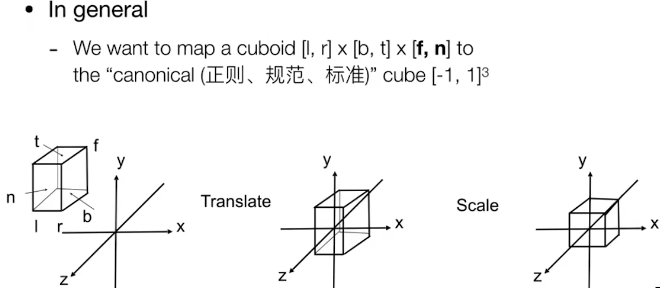 • In general
– We want to map a cuboid [l, r] x [b, t] x [f, n] to
the “canonical (正则、规范、标准)” cube [-1, 1]³
t
f
y
n
l
r
b
x
z
Translate
y
x
z
Scale
y
x
z